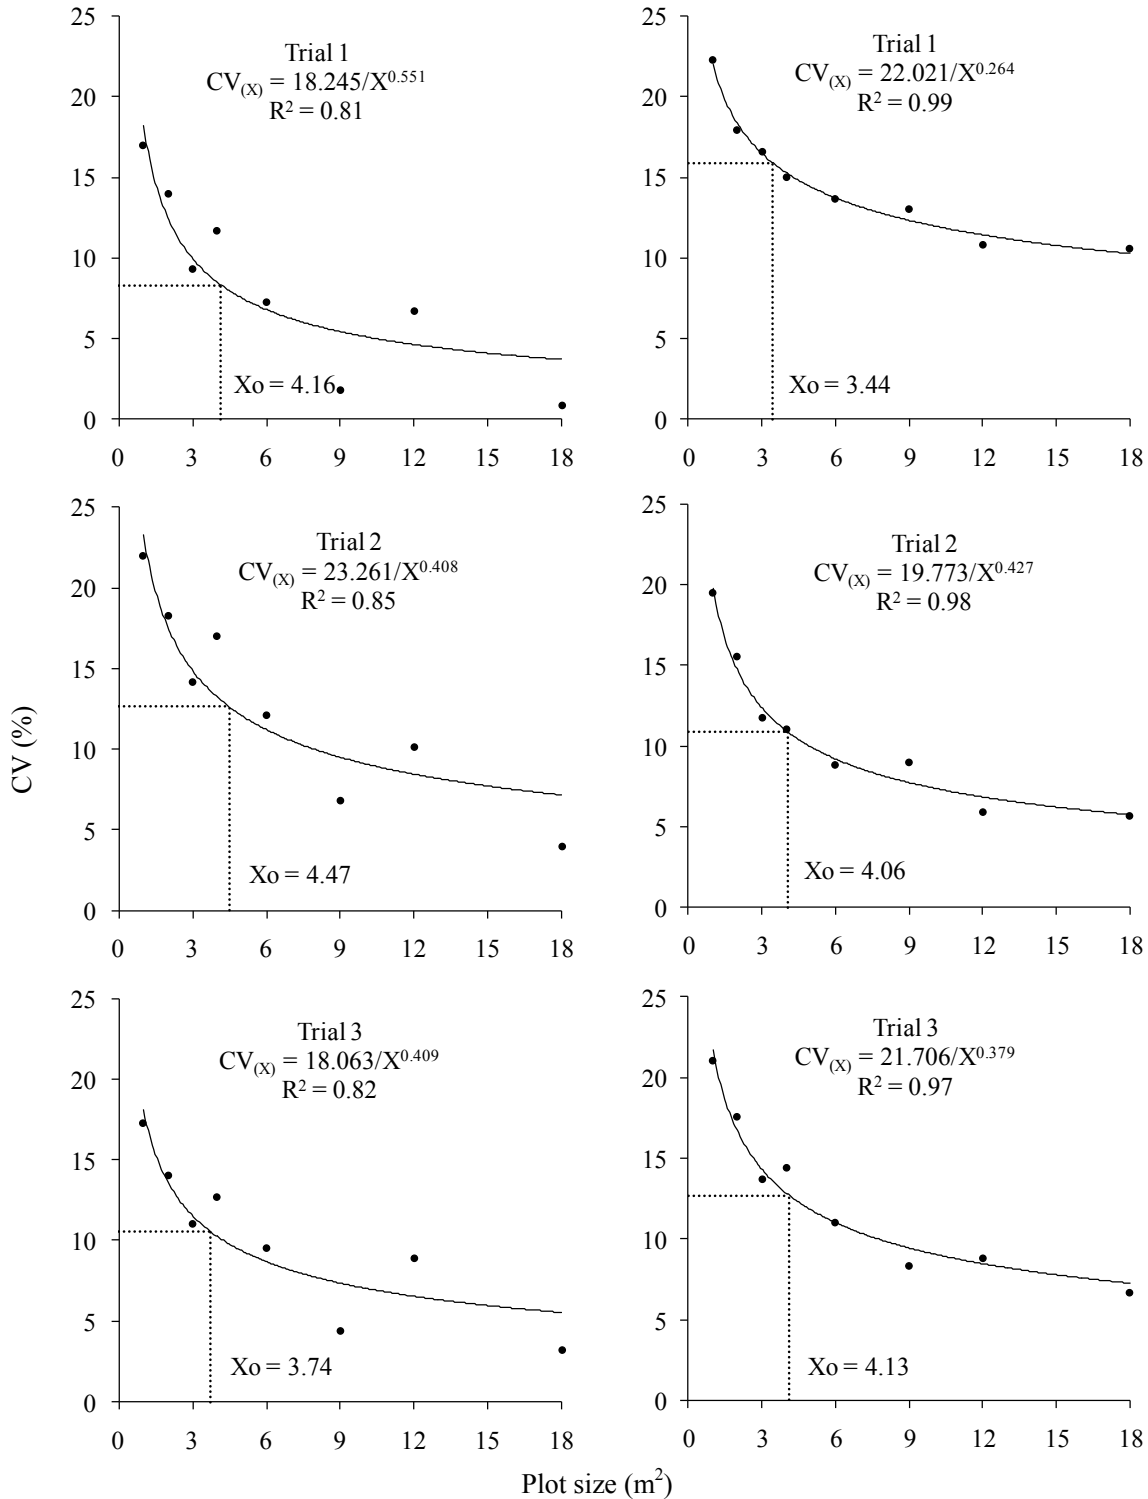 Trial 1
CV(X) = 18.245/X^0.551
R² = 0.81
25
20
15
10
5
0
Xo = 4.16
0 3 6 9 12 15 18
Trial 1
CV(X) = 22.021/X^0.264
R² = 0.99
25
20
15
10
5
0
Xo = 3.44
0 3 6 9 12 15 18
Trial 2
CV(X) = 23.261/X^0.408
R² = 0.85
25
20
15
10
5
0
Xo = 4.47
0 3 6 9 12 15 18
Trial 2
CV(X) = 19.773/X^0.427
R² = 0.98
25
20
15
10
5
0
Xo = 4.06
0 3 6 9 12 15 18
CV (%)
Trial 3
CV(X) = 18.063/X^0.409
R² = 0.82
25
20
15
10
5
0
Xo = 3.74
0 3 6 9 12 15 18
Trial 3
CV(X) = 21.706/X^0.379
R² = 0.97
25
20
15
10
5
0
Xo = 4.13
0 3 6 9 12 15 18
Plot size (m²)